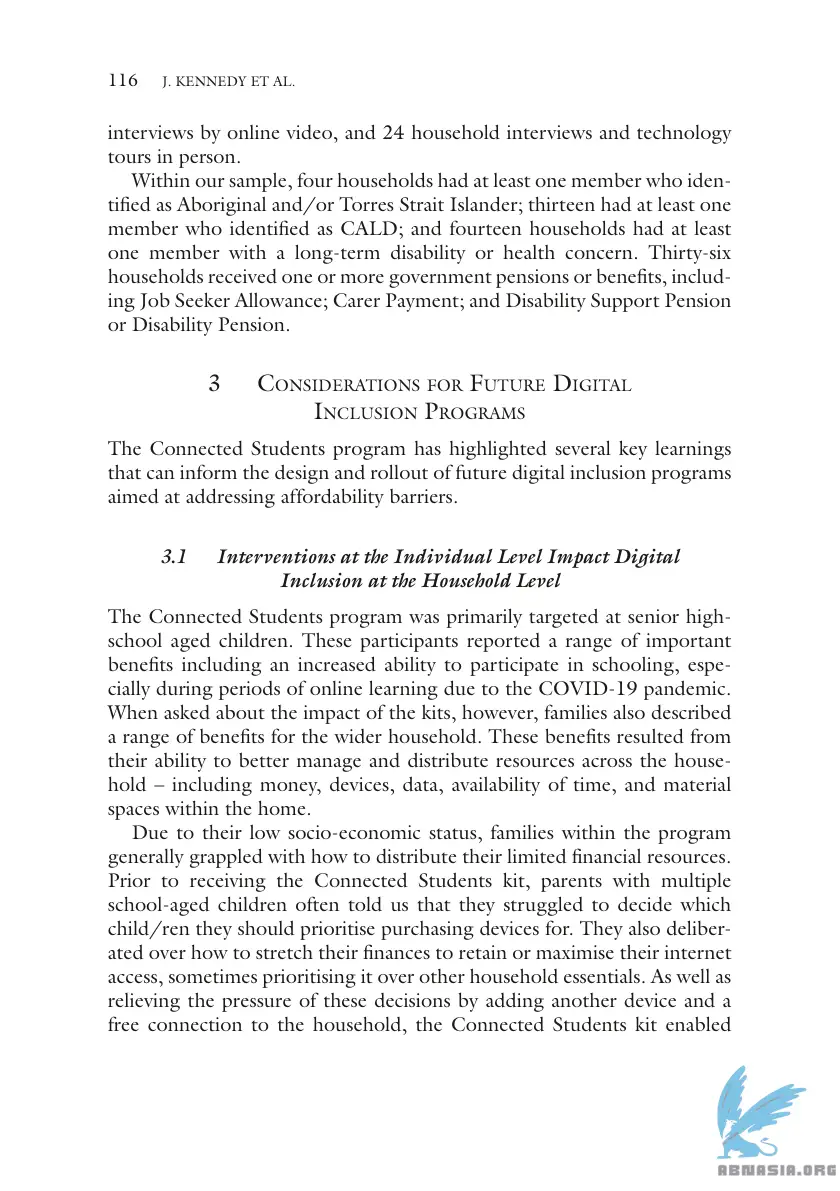 116 J. KENNEDY ET AL.
interviews by online video, and 24 household interviews and technology
tours in person.
Within our sample, four households had at least one member who iden-
tified as Aboriginal and/or Torres Strait Islander; thirteen had at least one
member who identified as CALD; and fourteen households had at least
one member with a long-term disability or health concern. Thirty-six
households received one or more government pensions or benefits, includ-
ing Job Seeker Allowance; Carer Payment; and Disability Support Pension
or Disability Pension.
3 Considerations for Future Digital
Inclusion Programs
The Connected Students program has highlighted several key learnings
that can inform the design and rollout of future digital inclusion programs
aimed at addressing affordability barriers.
3.1 Interventions at the Individual Level Impact Digital
Inclusion at the Household Level
The Connected Students program was primarily targeted at senior high-
school aged children. These participants reported a range of important
benefits including an increased ability to participate in schooling, espe-
cially during periods of online learning due to the COVID-19 pandemic.
When asked about the impact of the kits, however, families also described
a range of benefits for the wider household. These benefits resulted from
their ability to better manage and distribute resources across the house-
hold – including money, devices, data, availability of time, and material
spaces within the home.
Due to their low socio-economic status, families within the program
generally grappled with how to distribute their limited financial resources.
Prior to receiving the Connected Students kit, parents with multiple
school-aged children often told us that they struggled to decide which
child/ren they should prioritise purchasing devices for. They also deliber-
ated over how to stretch their finances to retain or maximise their internet
access, sometimes prioritising it over other household essentials. As well as
relieving the pressure of these decisions by adding another device and a
free connection to the household, the Connected Students kit enabled
ABNASIA.ORG